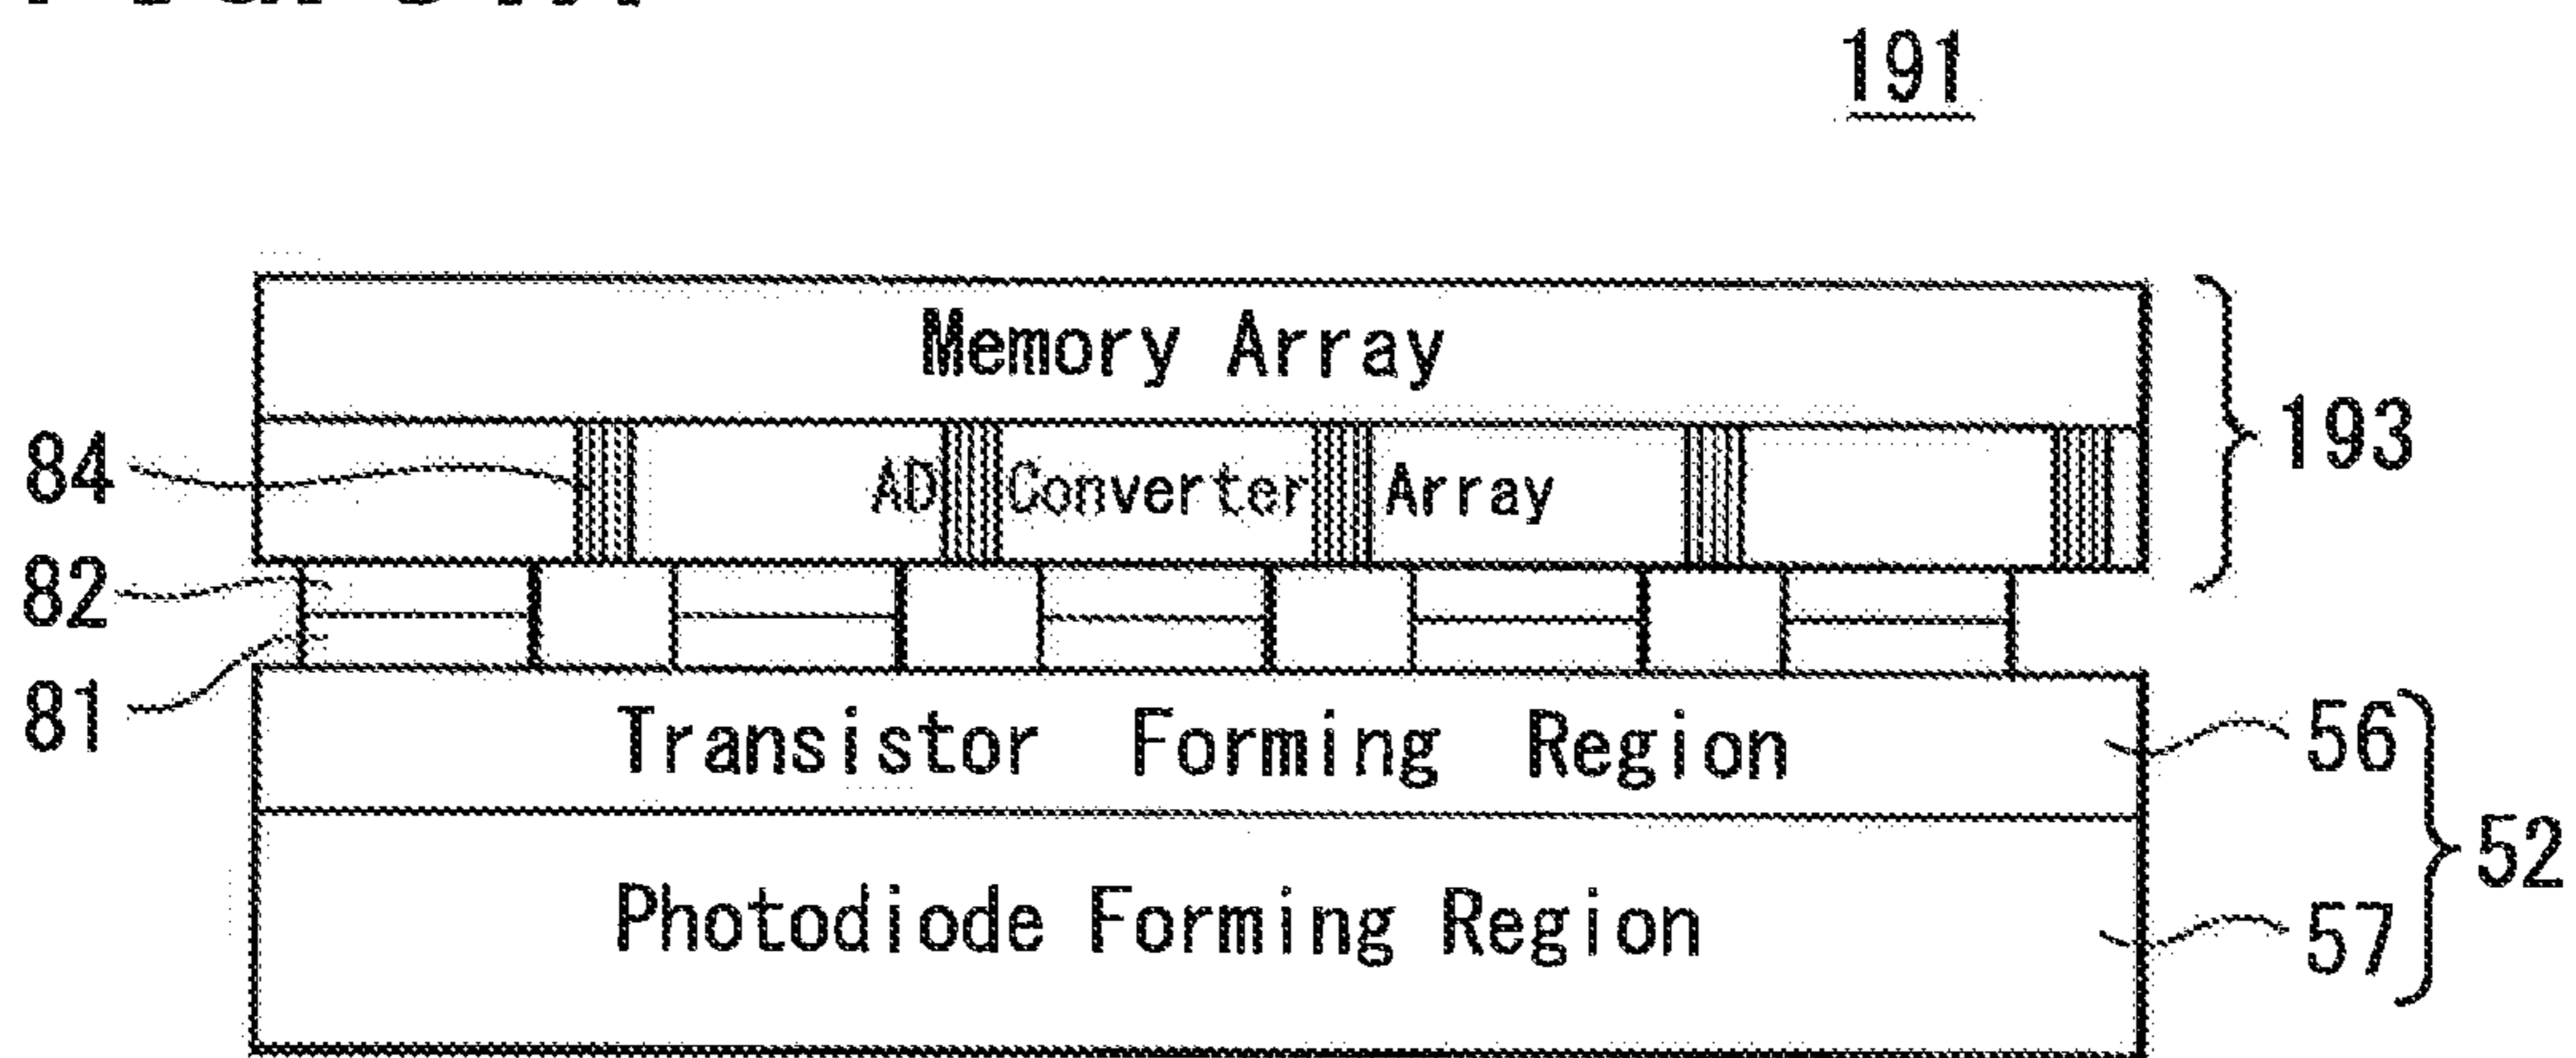 191
Memory Array
193
84
AD Converter Array
82
81
Transistor Forming Region
56
52
Photodiode Forming Region
57